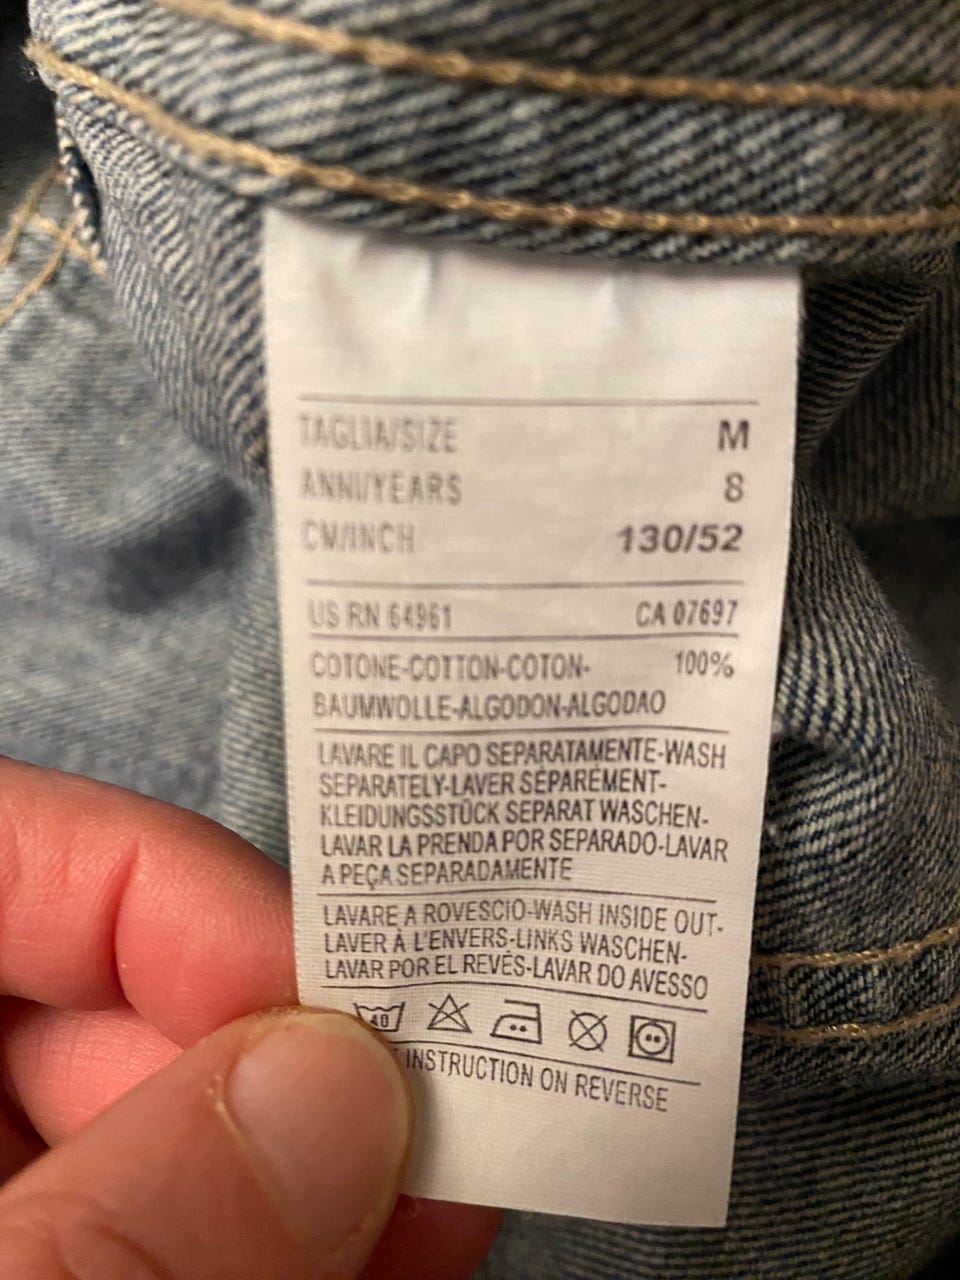 TAGLIA/SIZE M
ANNI/YEARS 8
CM/INCH 130/52
US RN 64961 CA 07697
COTONE-COTTON-COTON- 100%
BAUMWOLLE-ALGODON-ALGODAO
LAVARE IL CAPO SEPARATAMENTE-WASH
SEPARATELY-LAVER SÉPARÉMENT-
KLEIDUNGSSTÜCK SEPARAT WASCHEN-
LAVAR LA PRENDA POR SEPARADO-LAVAR
A PEÇA SEPARADAMENTE
LAVARE A ROVESCIO-WASH INSIDE OUT-
LAVER À L'ENVERS-LINKS WASCHEN-
LAVAR POR EL REVÉS-LAVAR DO AVESSO
40
INSTRUCTION ON REVERSE